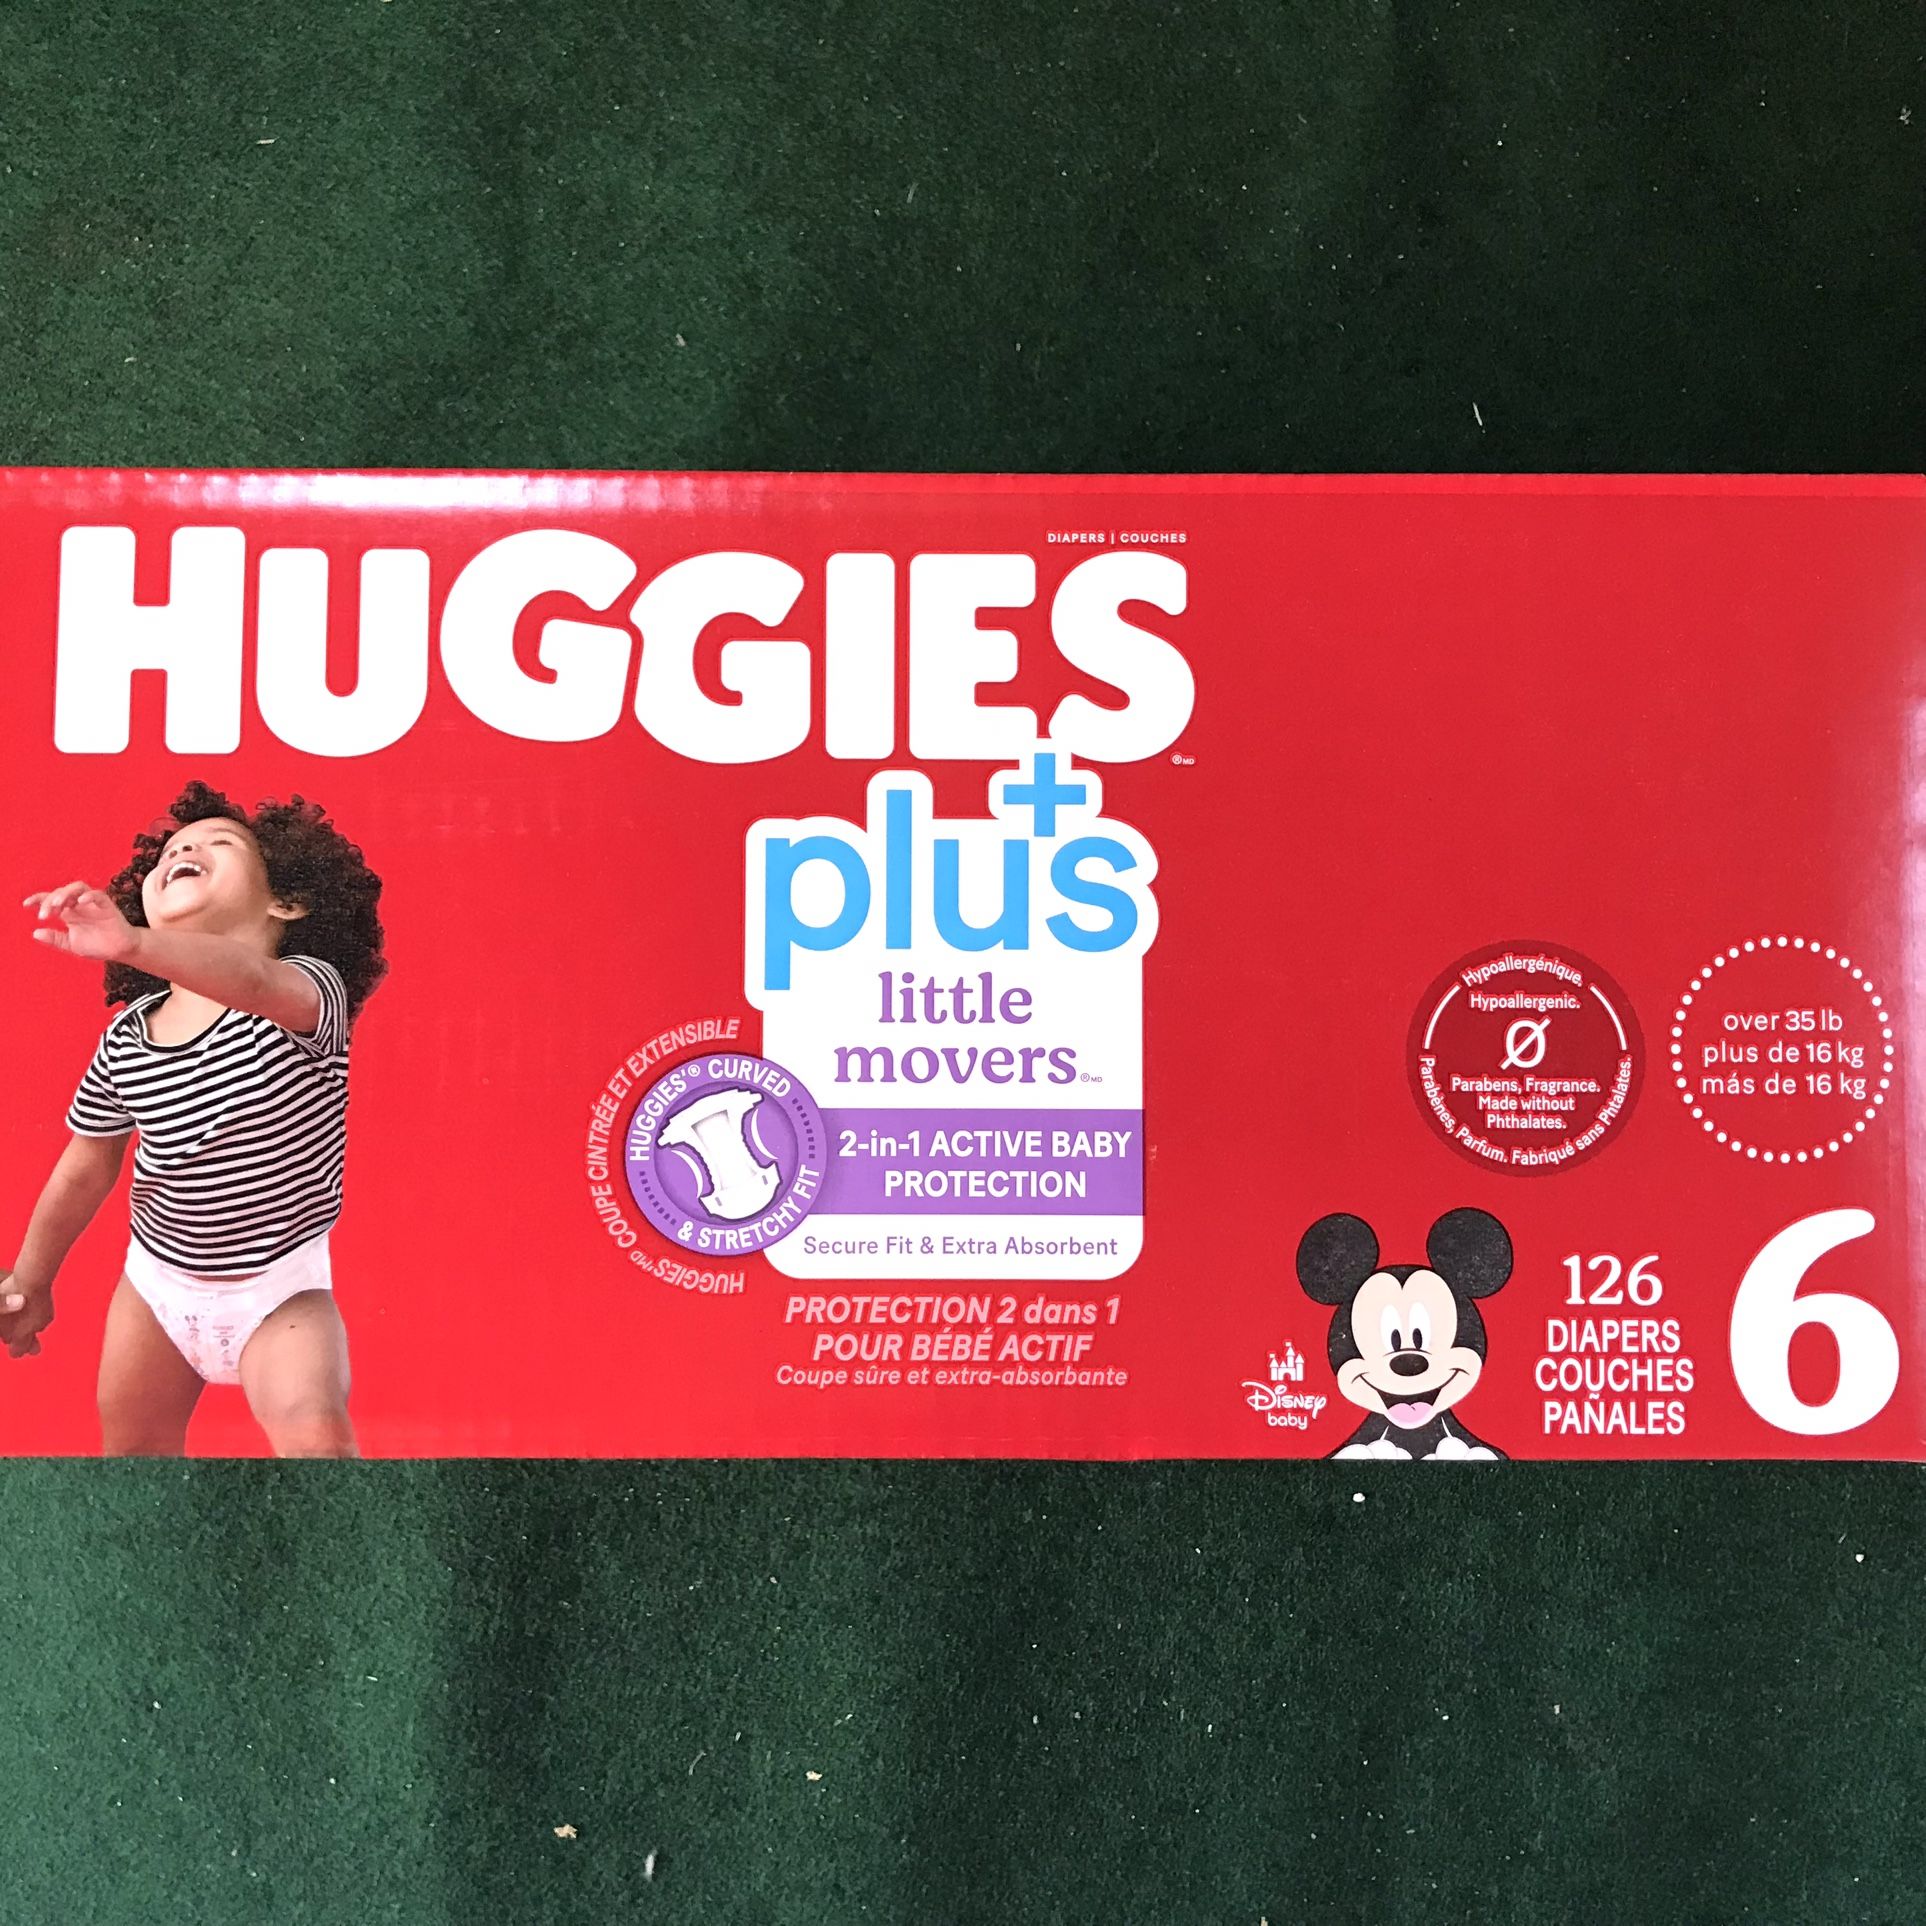 DIAPERS | COUCHES
HUGGIES
®MD
plus+
little
movers®MD
HUGGIES® CURVED
& STRETCHY FIT
HUGGIES MD COUPE CINTRÉE ET EXTENSIBLE
2-in-1 ACTIVE BABY
PROTECTION
Secure Fit & Extra Absorbent
PROTECTION 2 dans 1
POUR BÉBÉ ACTIF
Coupe sûre et extra-absorbante
Hypoallergénique.
Hypoallergenic.
Parabens, Fragrance.
Made without
Phthalates.
Parabènes, Parfum. Fabriqué sans Phtalates.
over 35 lb
plus de 16 kg
más de 16 kg
Disney
baby
126
DIAPERS
COUCHES
PAÑALES
6